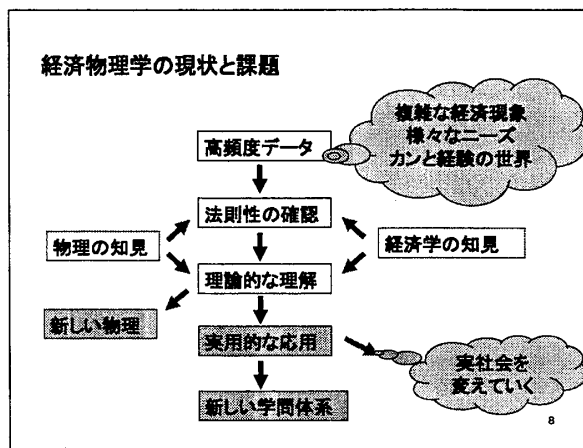 経済物理学の現状と課題
複雑な経済現象
様々なニーズ
カンと経験の世界
高頻度データ
法則性の確認
物理の知見
経済学の知見
理論的な理解
新しい物理
実用的な応用
実社会を
変えていく
新しい学問体系
8